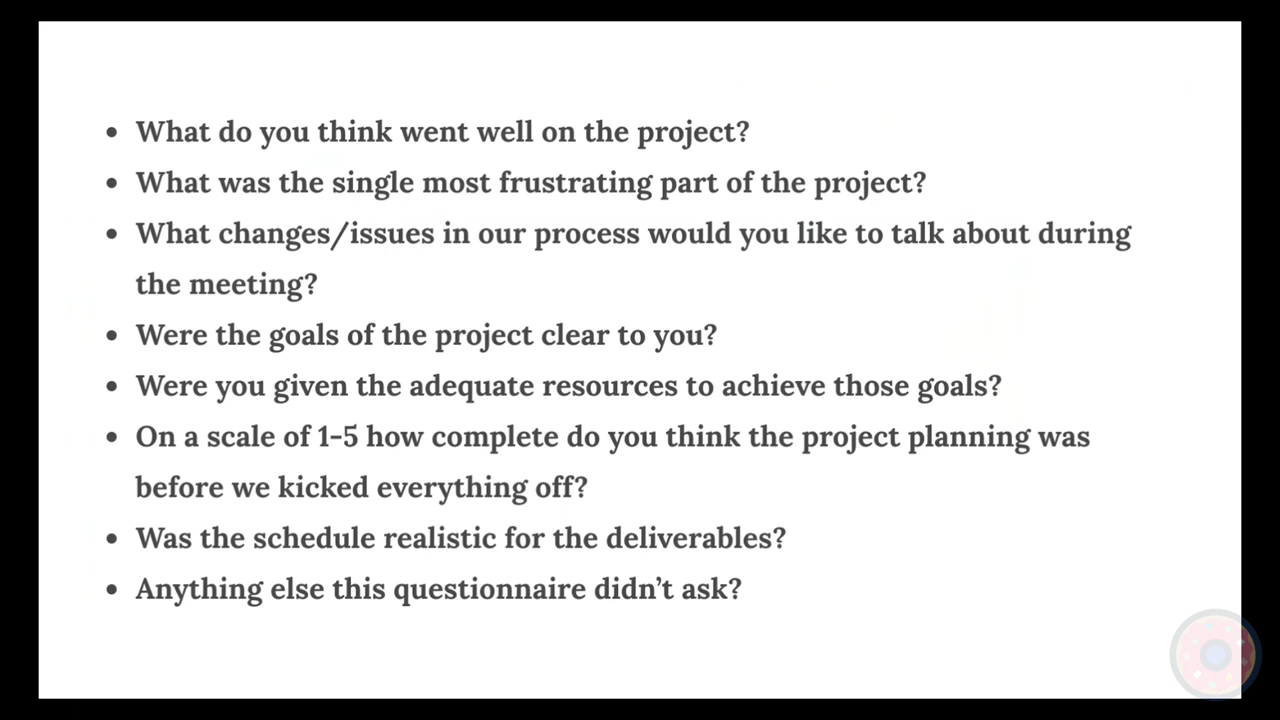 • What do you think went well on the project?
• What was the single most frustrating part of the project?
• What changes/issues in our process would you like to talk about during
the meeting?
• Were the goals of the project clear to you?
• Were you given the adequate resources to achieve those goals?
• On a scale of 1-5 how complete do you think the project planning was
before we kicked everything off?
• Was the schedule realistic for the deliverables?
• Anything else this questionnaire didn’t ask?